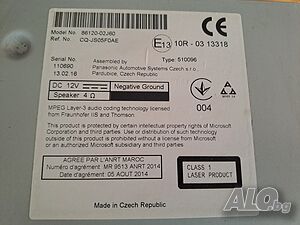 Model No. 86120-02J60
Ref. No. CQ-JS05F0AE
CE
E13 10R - 03 13318
Serial No.
110690
13.02.16
Assembled by Type: 510096
Panasonic Automotive Systems Czech s.r.o.
Pardubice, Czech Republic
DC 12V Negative Ground
Speaker 4 Ω
004
MPEG Layer-3 audio coding technology licensed
from Fraunhofer IIS and Thomson
This product is protected by certain intellectual property rights of Microsoft
Corporation and third parties. Use or distribution of such technology
outside of this product is prohibited without a license from Microsoft
or an authorized Microsoft subsidiary and third parties.
AGREE PAR L'ANRT MAROC
Numéro d'agrément: MR 9513 ANRT 2014
Date d'agrément: 05 AOUT 2014
CLASS 1
LASER PRODUCT
Made in Czech Republic
ALO.bg